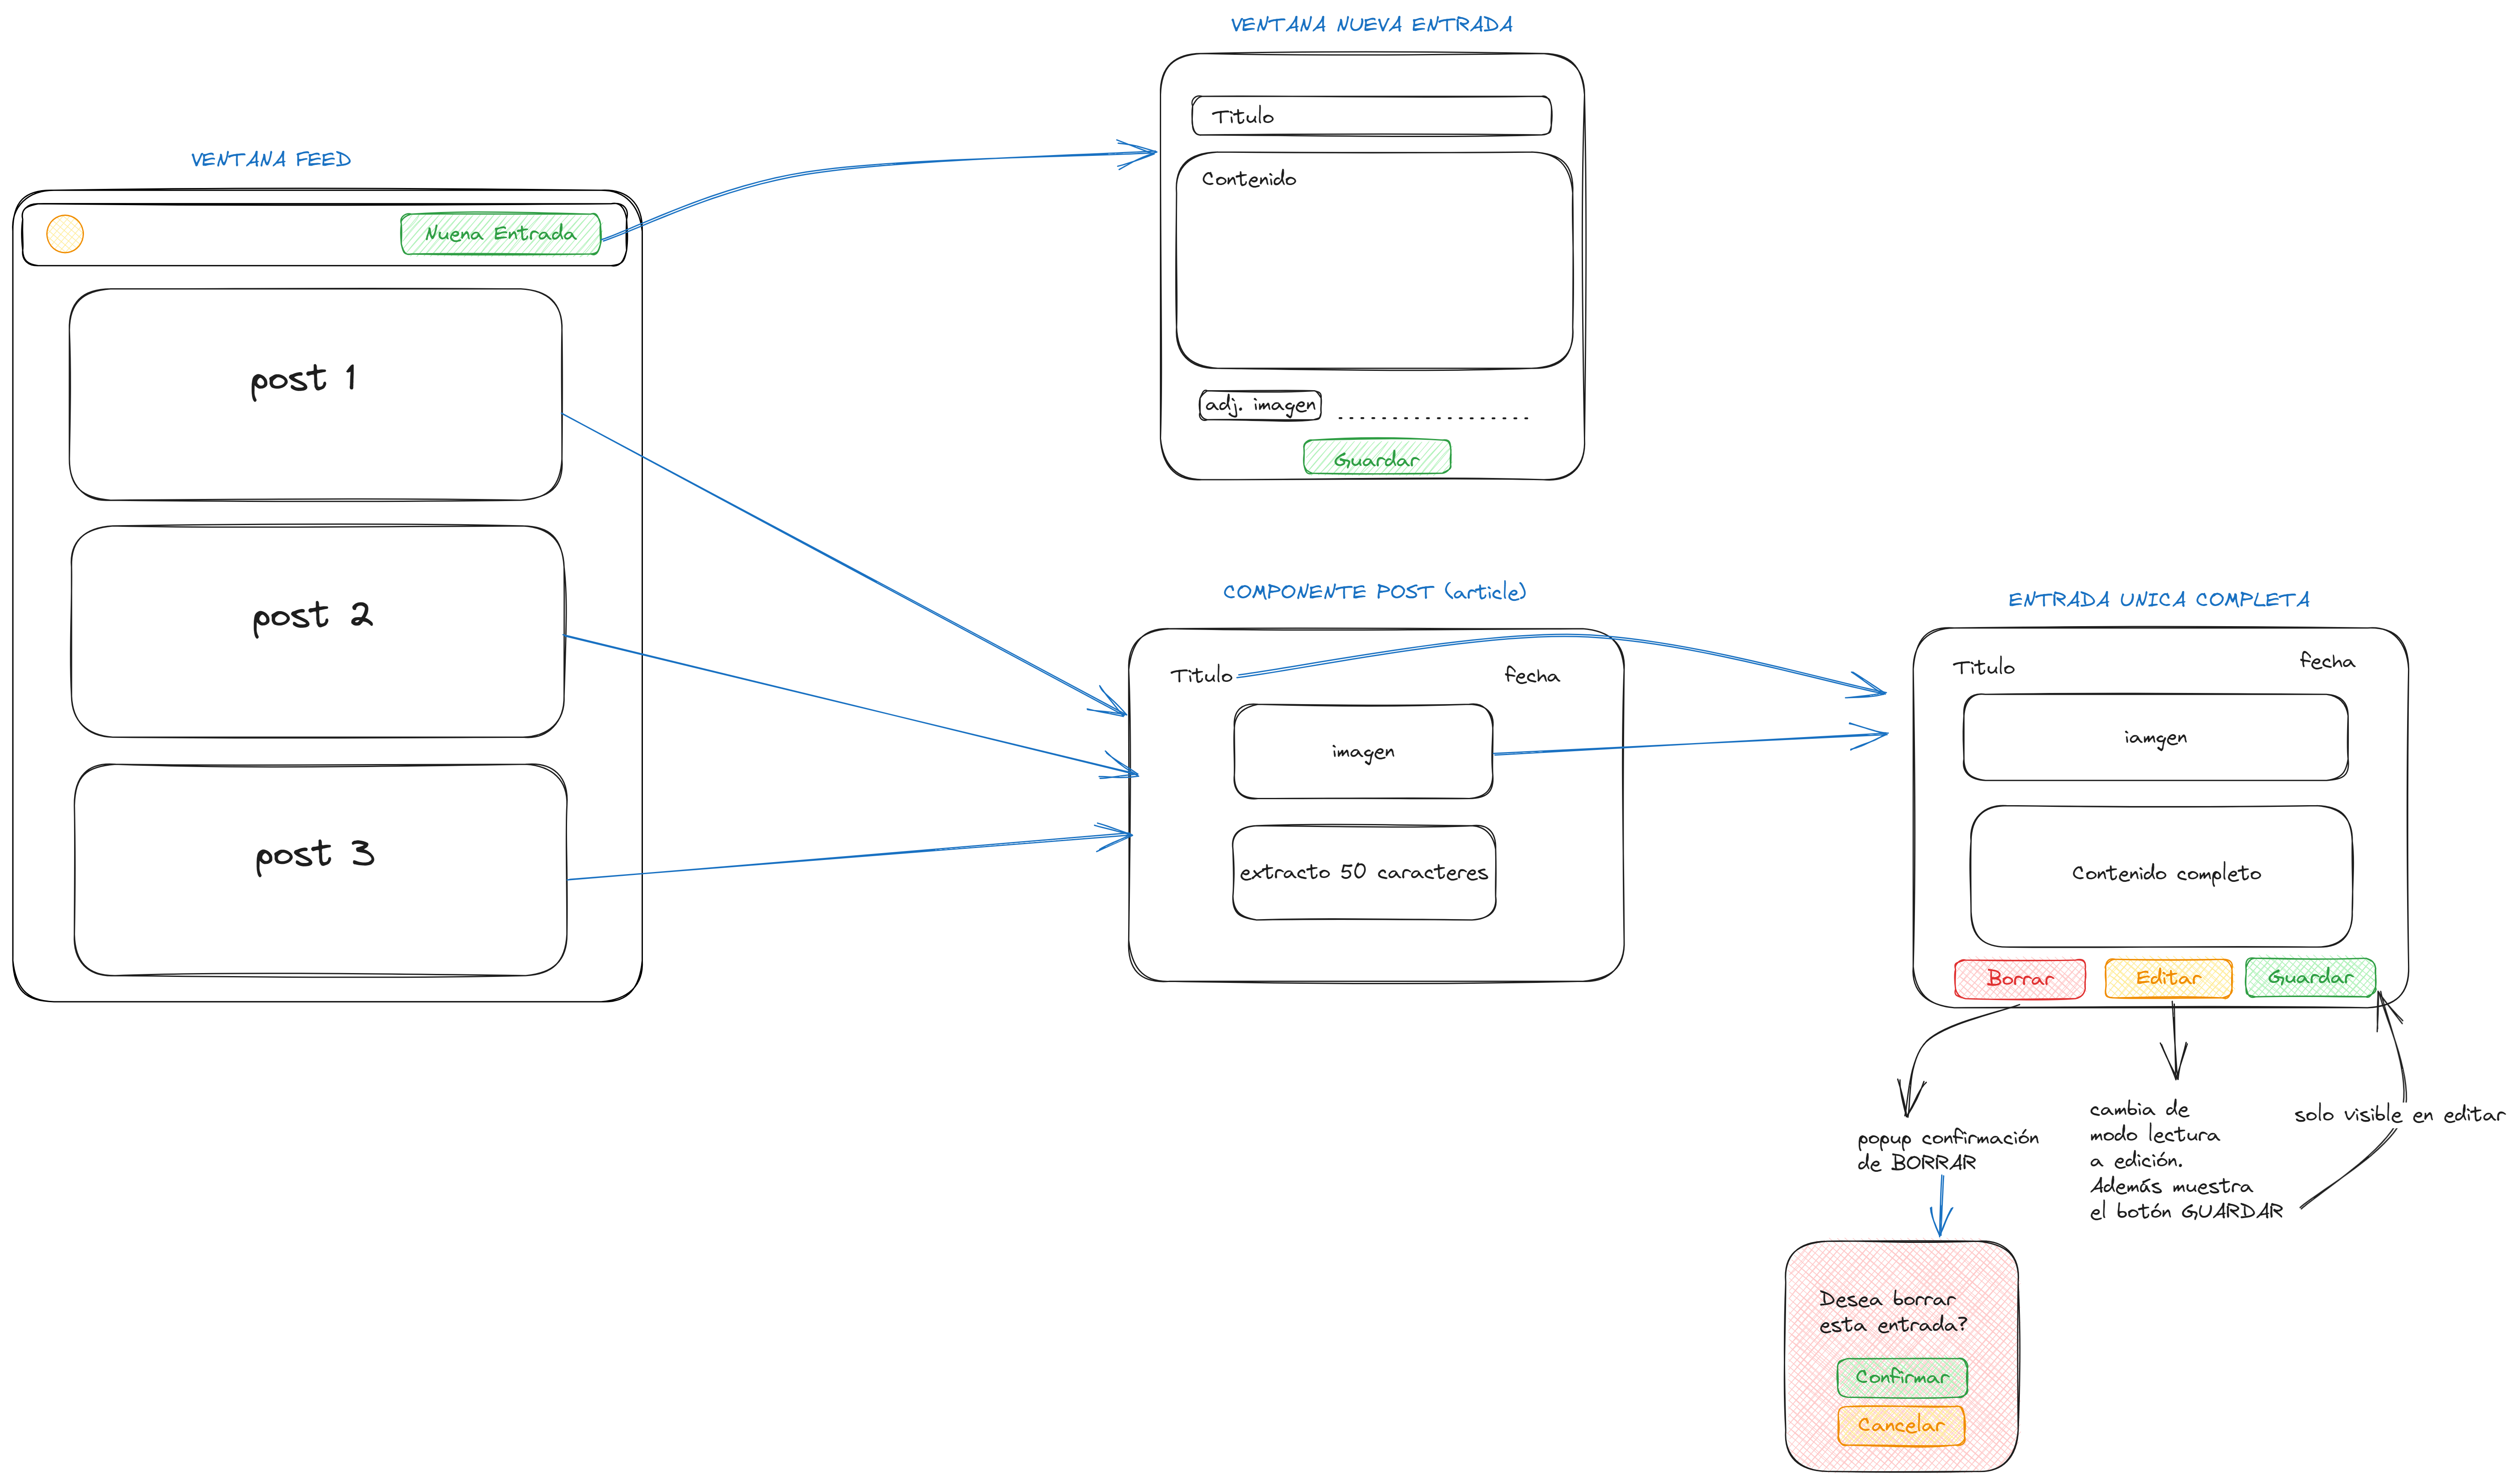 VENTANA FEED
Nuena Entrada
post 1
post 2
post 3
VENTANA NUEVA ENTRADA
Titulo
Contenido
adj. imagen
Guardar
COMPONENTE POST (article)
Titulo
fecha
imagen
extracto 50 caracteres
ENTRADA UNICA COMPLETA
Titulo
fecha
iamgen
Contenido completo
Borrar
Editar
Guardar
popup confirmación
de BORRAR
cambia de
modo lectura
a edición.
Además muestra
el botón GUARDAR
solo visible en editar
Desea borrar
esta entrada?
Confirmar
Cancelar